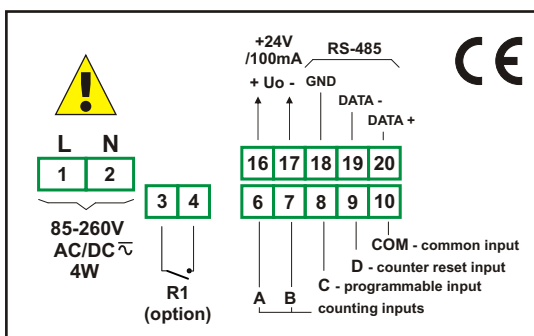 +24V
/100mA
RS-485
CE
+ Uo -
GND
DATA -
DATA +
L N
1 2
16 17 18 19 20
3 4
6 7 8 9 10
85-260V
AC/DC
4W
R1
(option)
COM - common input
D - counter reset input
C - programmable input
A B
counting inputs